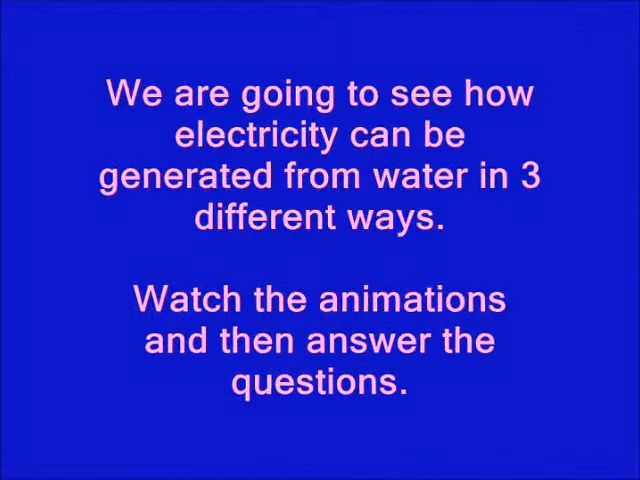 We are going to see how
electricity can be
generated from water in 3
different ways.
Watch the animations
and then answer the
questions.